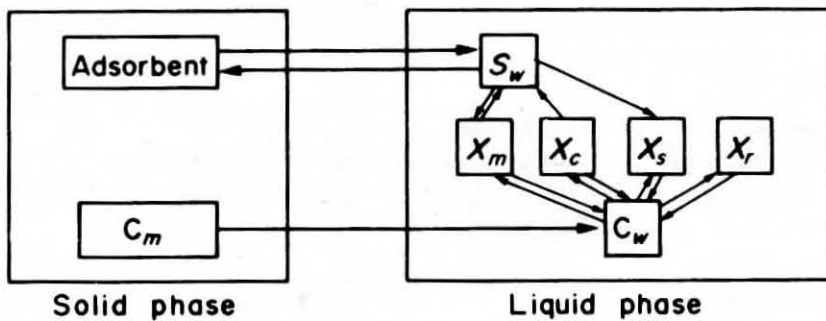 Adsorbent
S_w
X_m X_c X_s X_r
C_m
C_w
Solid phase
Liquid phase